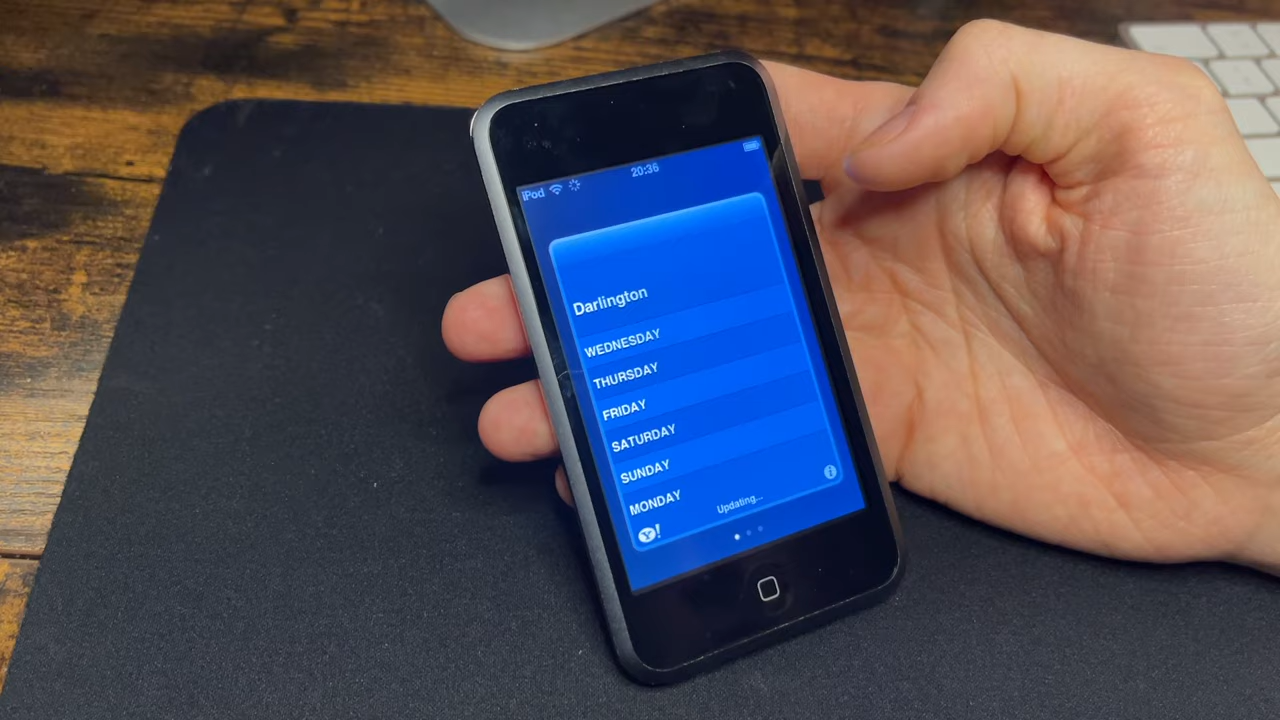 iPod 20:36
Darlington
WEDNESDAY
THURSDAY
FRIDAY
SATURDAY
SUNDAY
MONDAY
Y! Updating...